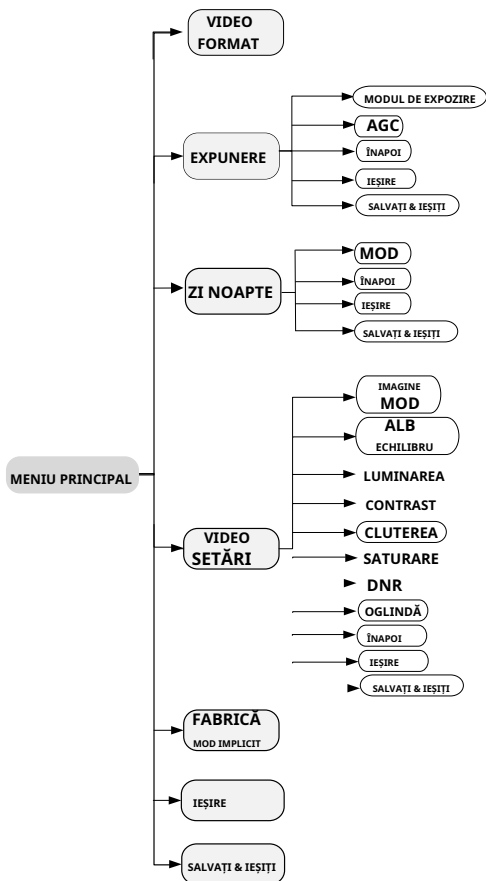 VIDEO
FORMAT
MODUL DE EXPOZIRE
AGC
EXPUNERE
ÎNAPOI
IEȘIRE
SALVAȚI & IEȘIȚI
MOD
ÎNAPOI
ZI NOAPTE
IEȘIRE
SALVAȚI & IEȘIȚI
IMAGINE
MOD
ALB
ECHILIBRU
MENIU PRINCIPAL
LUMINAREA
CONTRAST
CLUTEREA
VIDEO
SETĂRI
SATURARE
DNR
OGLINDĂ
ÎNAPOI
IEȘIRE
SALVAȚI & IEȘIȚI
FABRICĂ
MOD IMPLICIT
IEȘIRE
SALVAȚI & IEȘIȚI